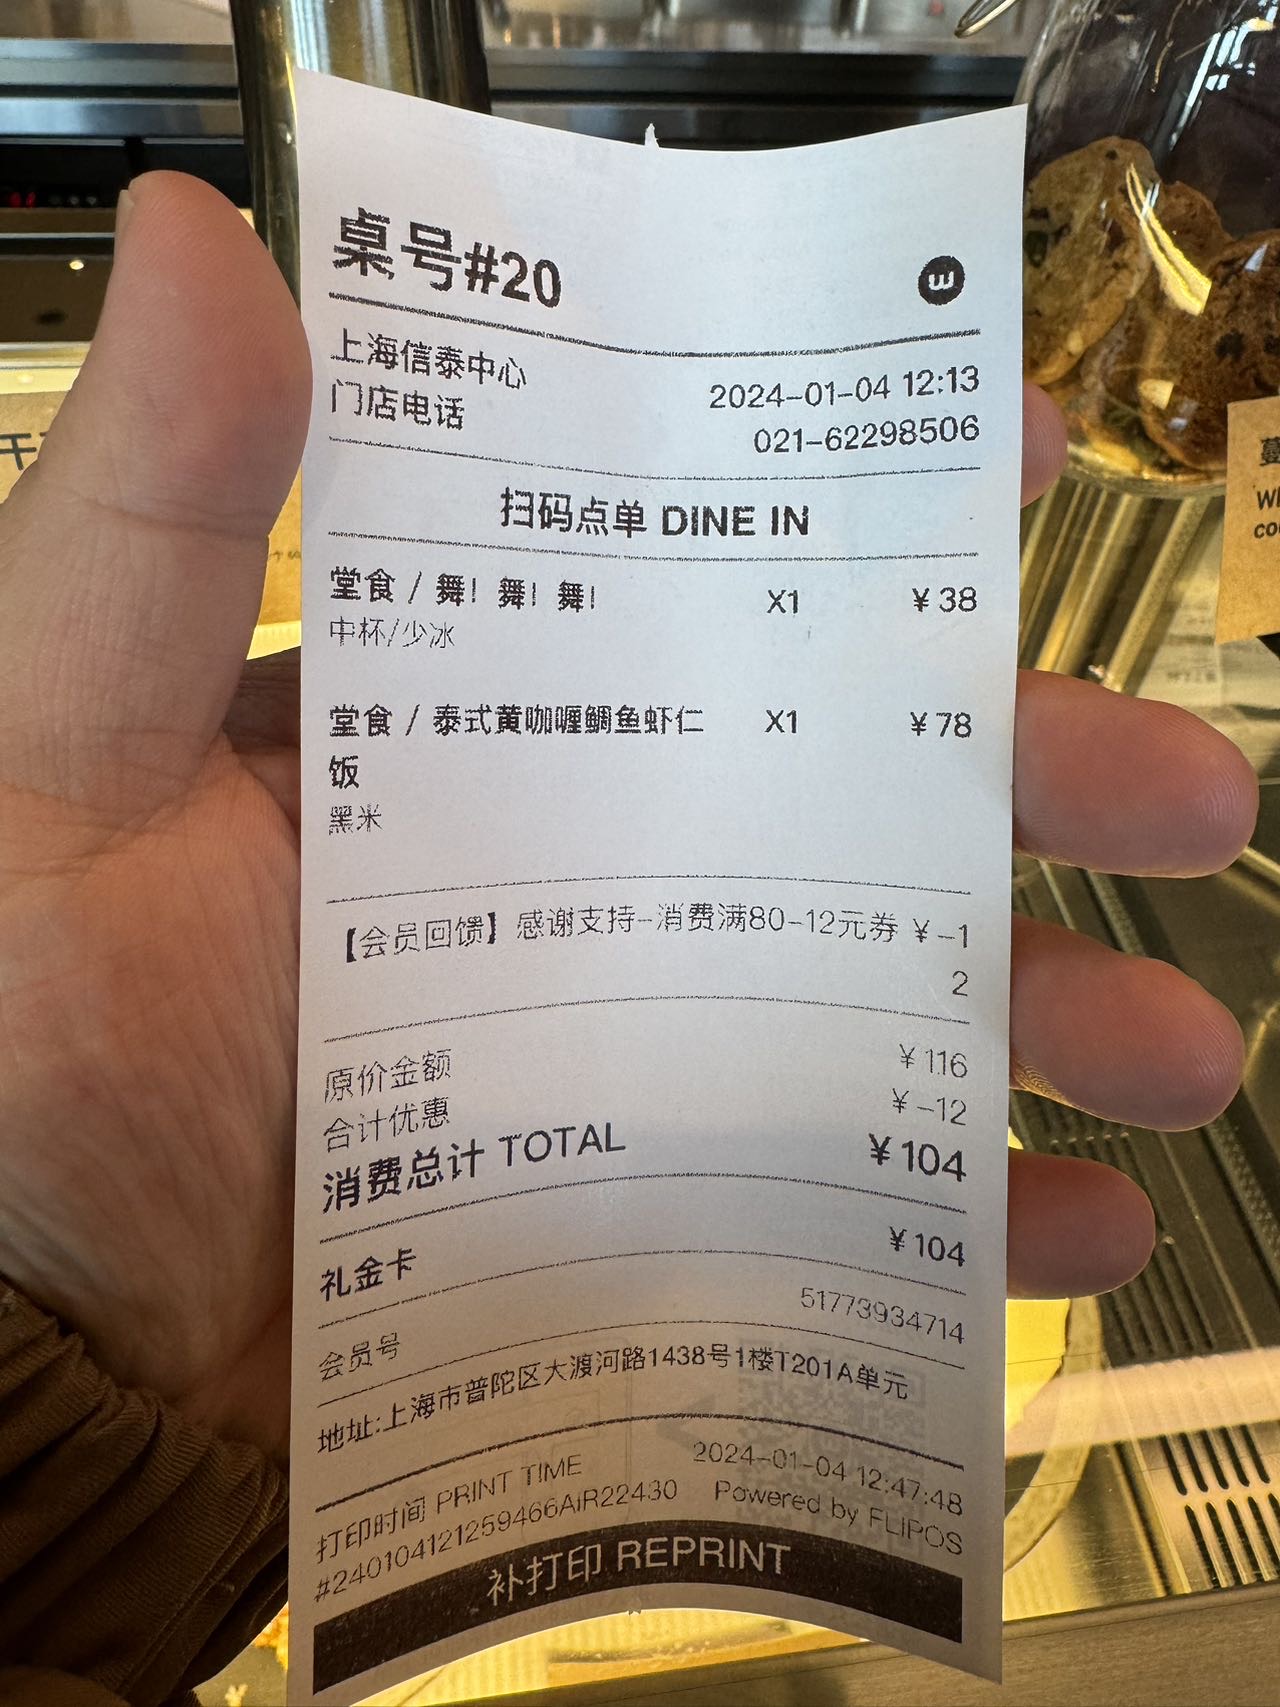 桌号#20
上海信泰中心
2024-01-04 12:13
门店电话
021-62298506
扫码点单 DINE IN
堂食 / 舞! 舞! 舞! X1 ¥38
中杯/少冰
堂食 / 泰式黄咖喱鲷鱼虾仁 X1 ¥78
饭
黑米
【会员回馈】感谢支持-消费满80-12元券 ¥-1
2
原价金额 ¥116
合计优惠 ¥-12
消费总计 TOTAL ¥104
礼金卡 ¥104
会员号 51773934714
地址:上海市普陀区大渡河路1438号1楼T201A单元
打印时间 PRINT TIME 2024-01-04 12:47:48
#240104121259466AIR22430 Powered by FLIPOS
补打印 REPRINT